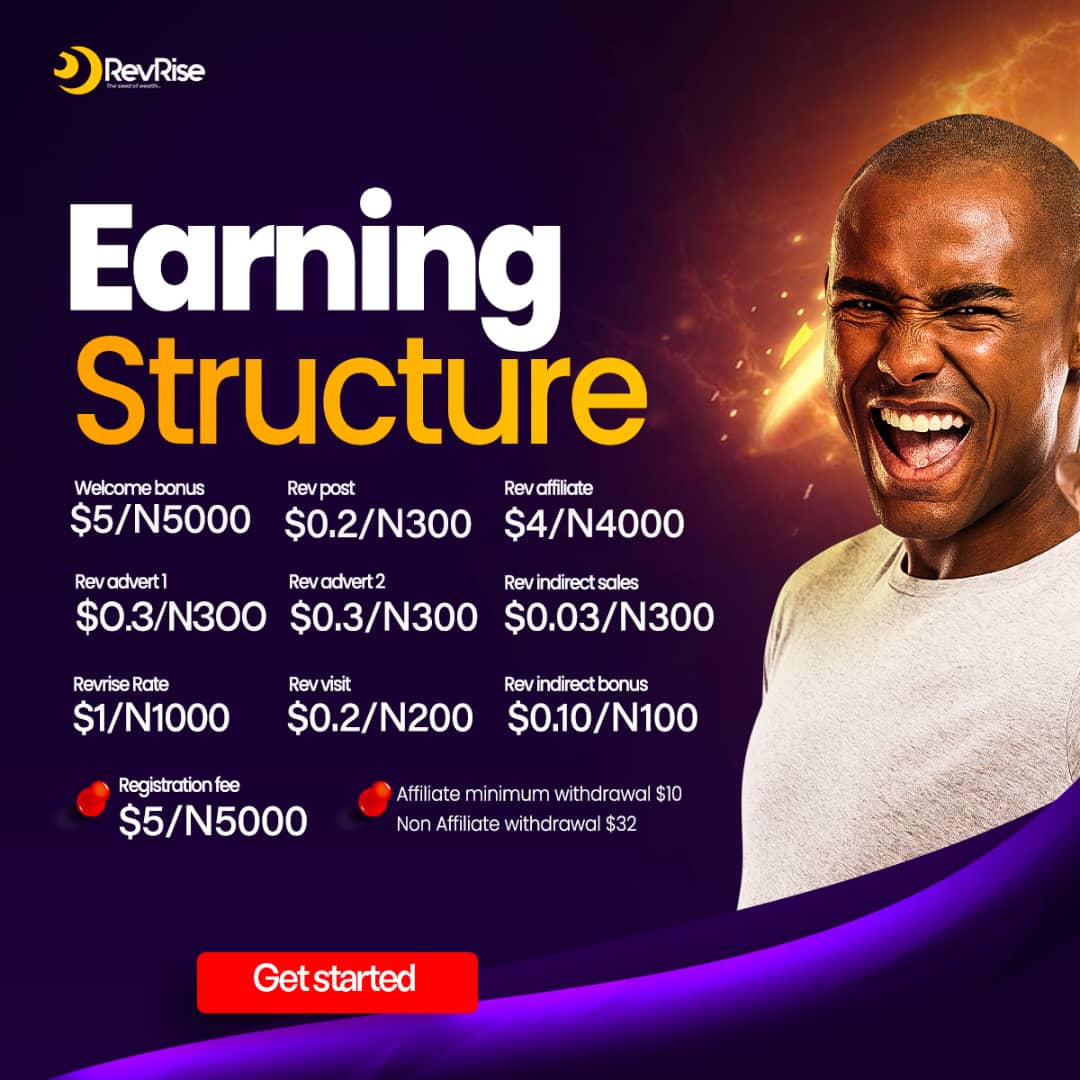 RevRise
The seed of wealth..
Earning
Structure
Welcome bonus
$5/N5000
Rev post
$0.2/N300
Rev affiliate
$4/N4000
Rev advert 1
$0.3/N300
Rev advert 2
$0.3/N300
Rev indirect sales
$0.03/N300
Revrise Rate
$1/N1000
Rev visit
$0.2/N200
Rev indirect bonus
$0.10/N100
Registration fee
$5/N5000
Affiliate minimum withdrawal $10
Non Affiliate withdrawal $32
Get started